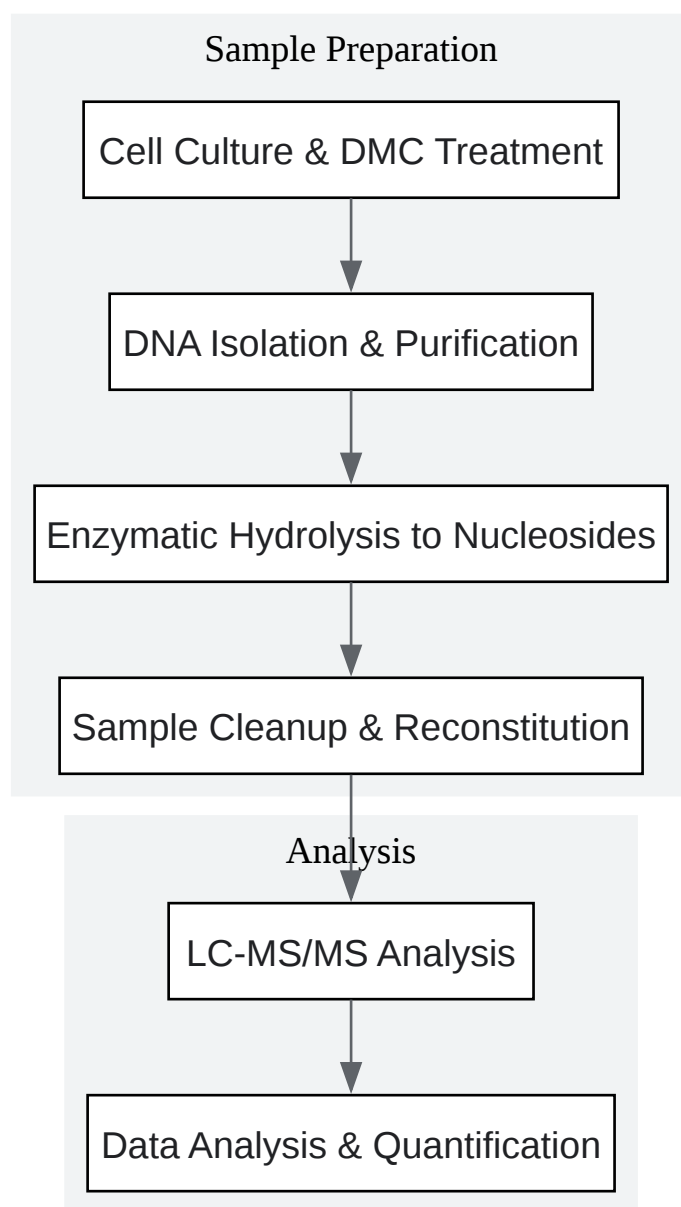 Sample Preparation
Cell Culture & DMC Treatment
DNA Isolation & Purification
Enzymatic Hydrolysis to Nucleosides
Sample Cleanup & Reconstitution
Analysis
LC-MS/MS Analysis
Data Analysis & Quantification